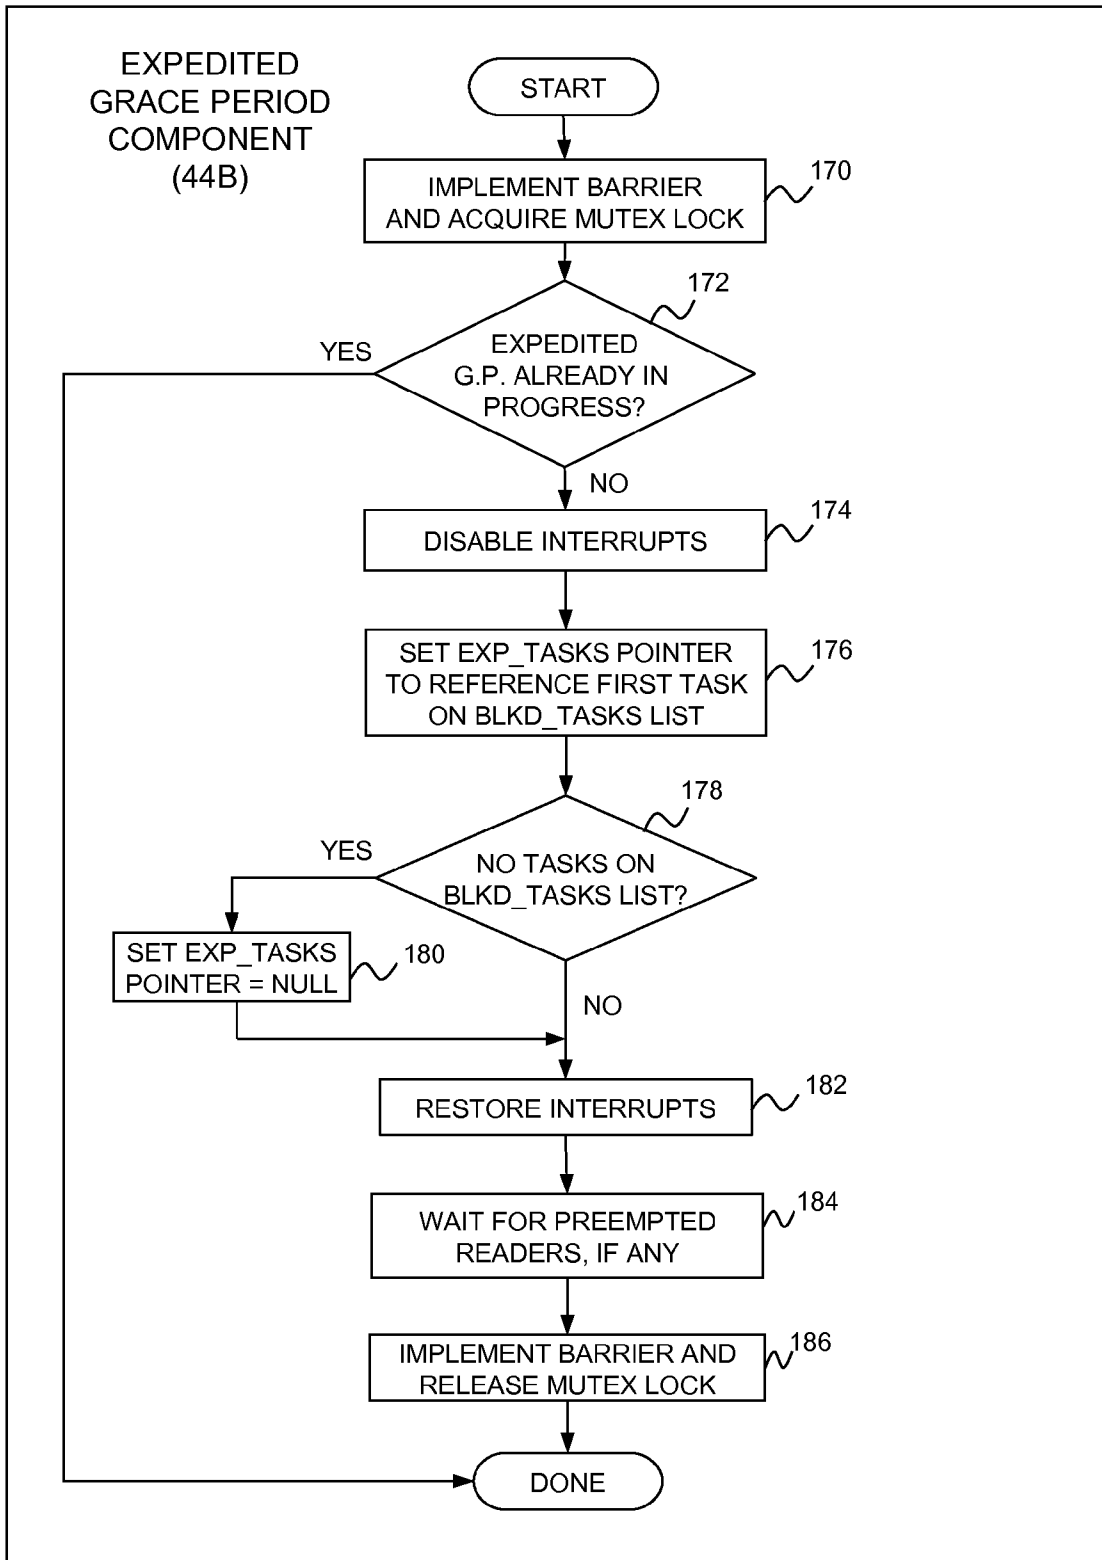 EXPEDITED
GRACE PERIOD
COMPONENT
(44B)
START
IMPLEMENT BARRIER
AND ACQUIRE MUTEX LOCK
170
EXPEDITED
G.P. ALREADY IN
PROGRESS?
172
YES
NO
DISABLE INTERRUPTS
174
SET EXP_TASKS POINTER
TO REFERENCE FIRST TASK
ON BLKD_TASKS LIST
176
NO TASKS ON
BLKD_TASKS LIST?
178
YES
SET EXP_TASKS
POINTER = NULL
180
NO
RESTORE INTERRUPTS
182
WAIT FOR PREEMPTED
READERS, IF ANY
184
IMPLEMENT BARRIER AND
RELEASE MUTEX LOCK
186
DONE